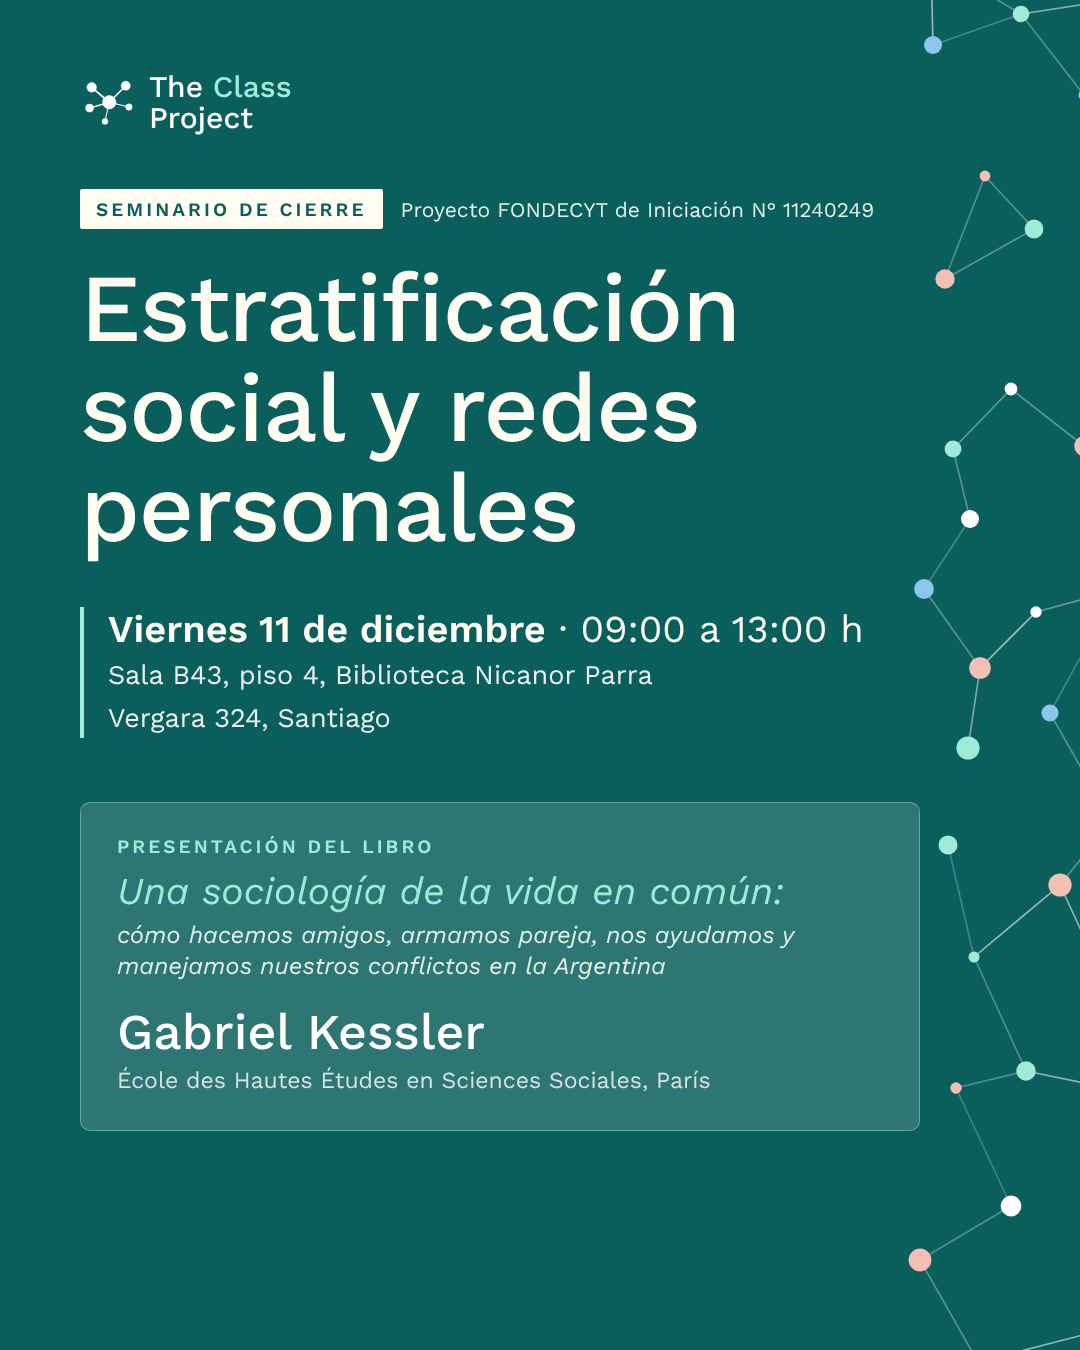 The Class
Project
SEMINARIO DE CIERRE Proyecto FONDECYT de Iniciación N° 11240249
Estratificación
social y redes
personales
Viernes 11 de diciembre · 09:00 a 13:00 h
Sala B43, piso 4, Biblioteca Nicanor Parra
Vergara 324, Santiago
PRESENTACIÓN DEL LIBRO
Una sociología de la vida en común:
cómo hacemos amigos, armamos pareja, nos ayudamos y
manejamos nuestros conflictos en la Argentina
Gabriel Kessler
École des Hautes Études en Sciences Sociales, París